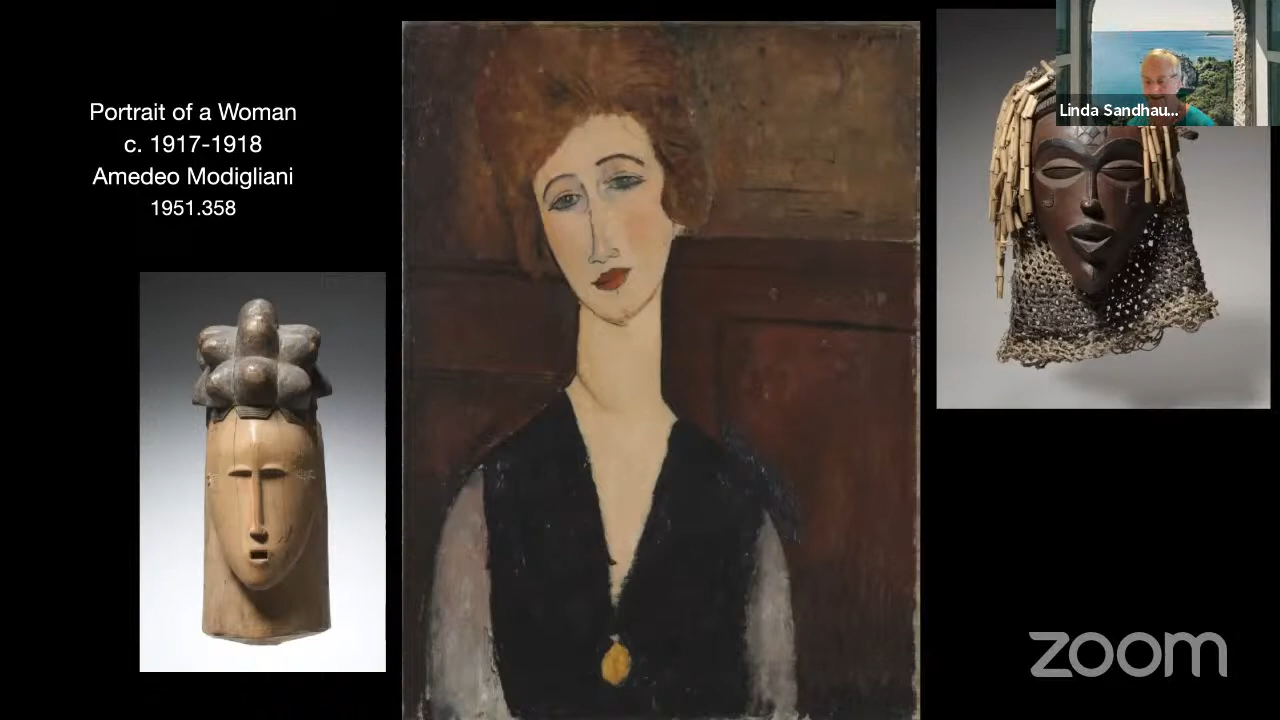 Portrait of a Woman
c. 1917-1918
Amedeo Modigliani
1951.358
Linda Sandhau...
zoom